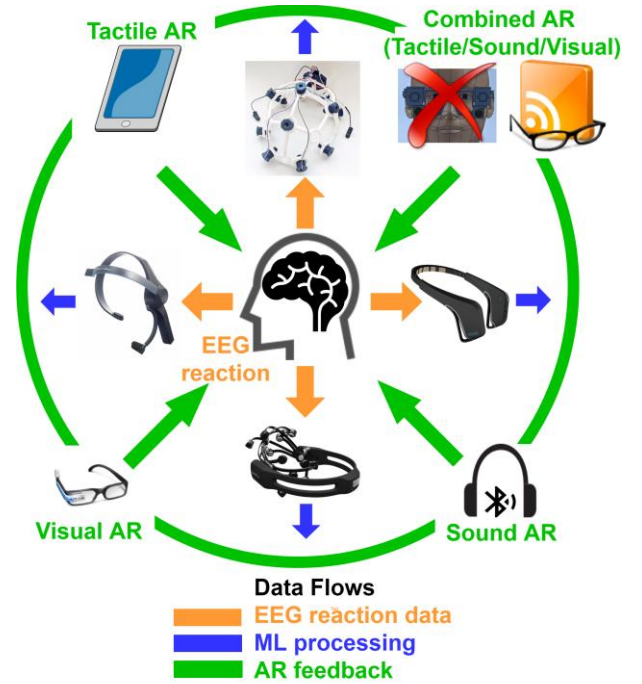 Tactile AR
Combined AR
(Tactile/Sound/Visual)
EEG
reaction
Visual AR
Sound AR
Data Flows
EEG reaction data
ML processing
AR feedback